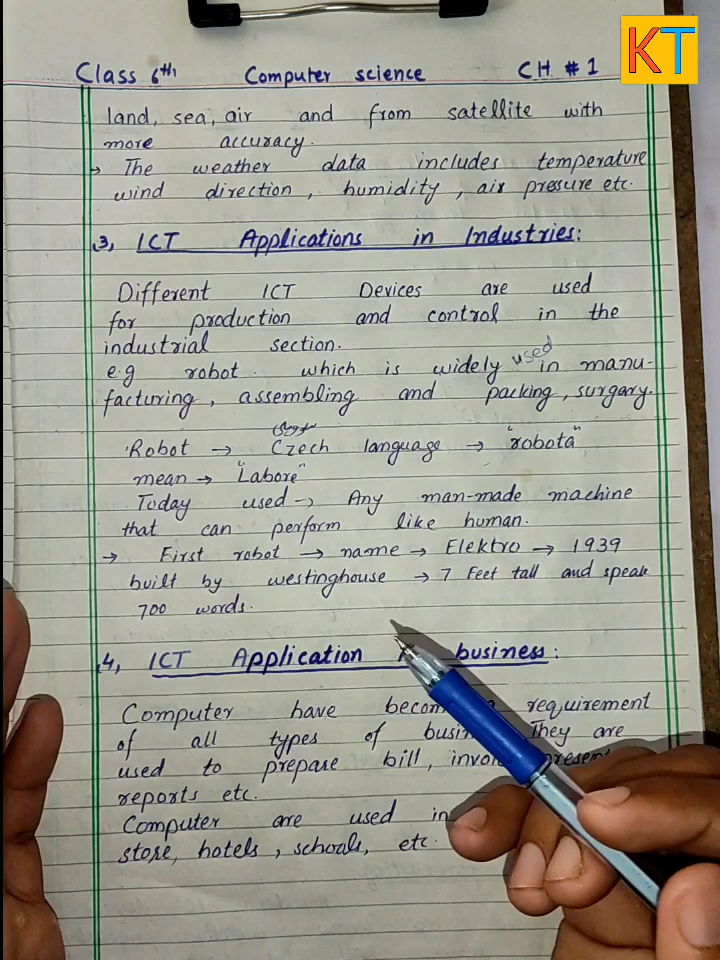 KT
Class 6th Computer science CH # 1
land, sea, air and from satellite with
more accuracy.
→ The weather data includes temperature
wind direction, humidity, air pressure etc.
3, ICT Applications in Industries:
Different ICT Devices are used
for production and control in the
industrial section.
e.g robot. which is widely used in manu-
facturing, assembling and packing, surgary.
Robot → Czech language → "robota"
mean → "Labore"
Today used → Any man-made machine
that can perform like human.
→ First robot → name → Elektro → 1939
built by westinghouse → 7 Feet tall and speak
700 words.
4, ICT Application business:
Computer have requirement
of all types of They are
used to prepare bill,
reports etc.
Computer are used in
store, hotels, schools, etc.